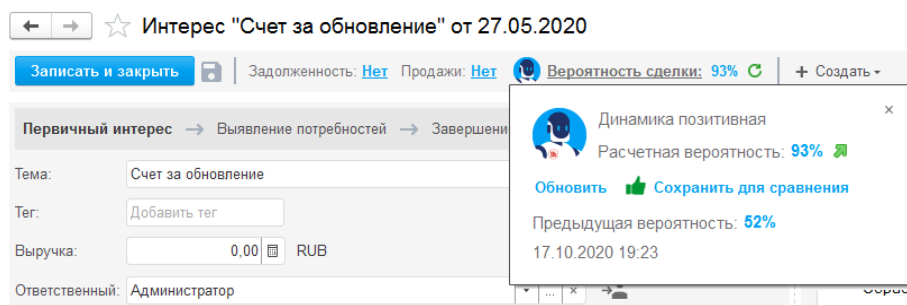 Интерес "Счет за обновление" от 27.05.2020
Записать и закрыть Задолженность: Нет Продажи: Нет Вероятность сделки: 93% + Создать
Первичный интерес → Выявление потребностей → Завершени
Динамика позитивная ×
Расчетная вероятность: 93%
Тема: Счет за обновление
Обновить Сохранить для сравнения
Тег: Добавить тег
Предыдущая вероятность: 52%
Выручка: 0,00 RUB
17.10.2020 19:23
Ответственный: Администратор ... ×